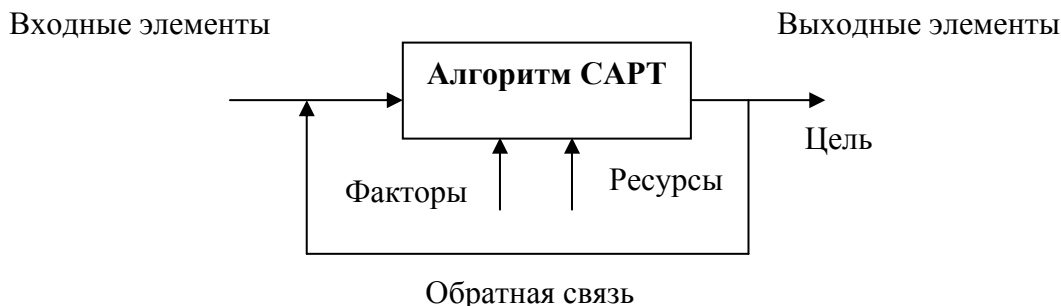 Входные элементы
Выходные элементы
Алгоритм САРТ
Цель
Факторы
Ресурсы
Обратная связь